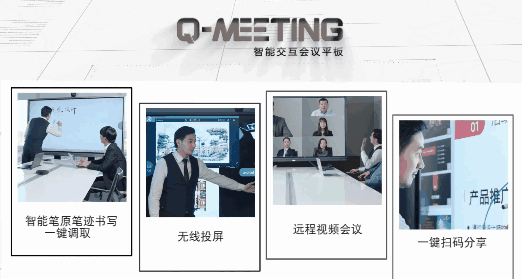 Q-MEETING
智能交互会议平板
智能笔原笔迹书写
一键调取
无线投屏
远程视频会议
01
产品推广
一键扫码分享